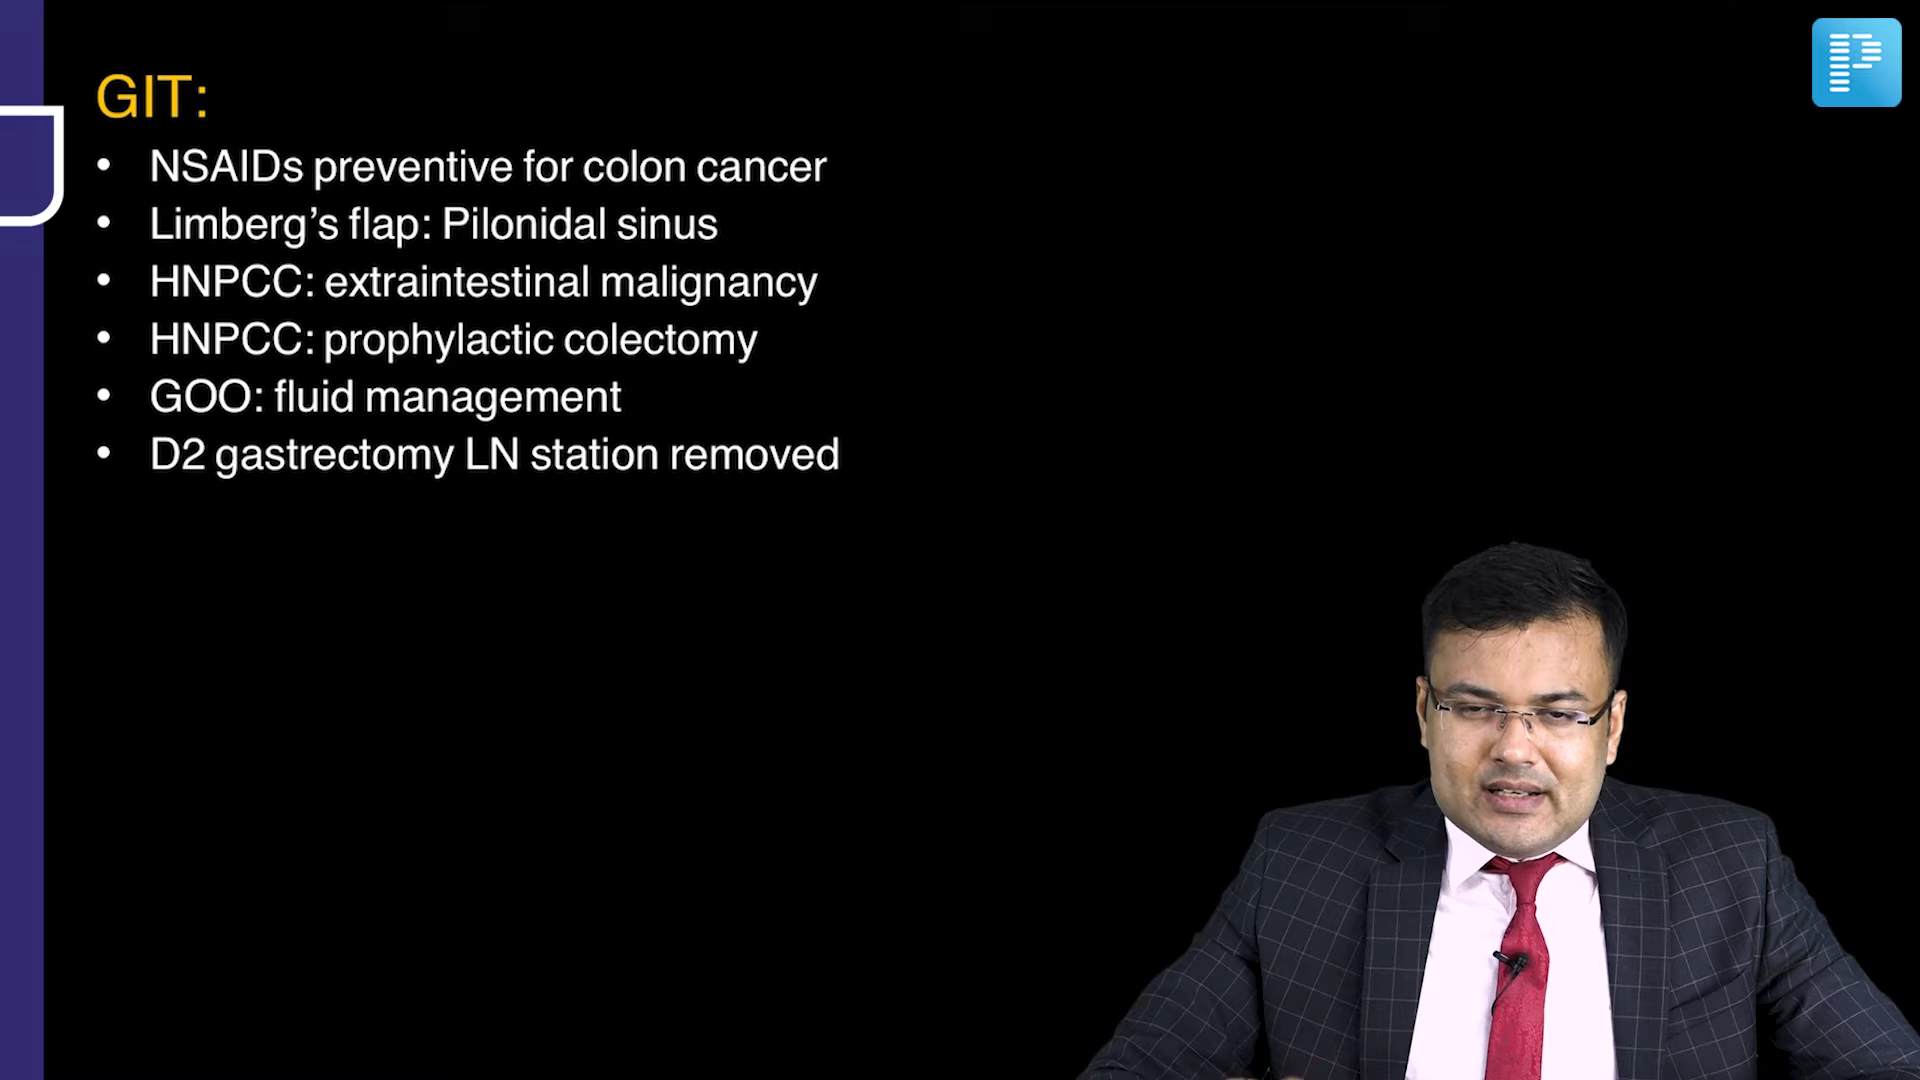 GIT:
• NSAIDs preventive for colon cancer
• Limberg’s flap: Pilonidal sinus
• HNPCC: extraintestinal malignancy
• HNPCC: prophylactic colectomy
• GOO: fluid management
• D2 gastrectomy LN station removed